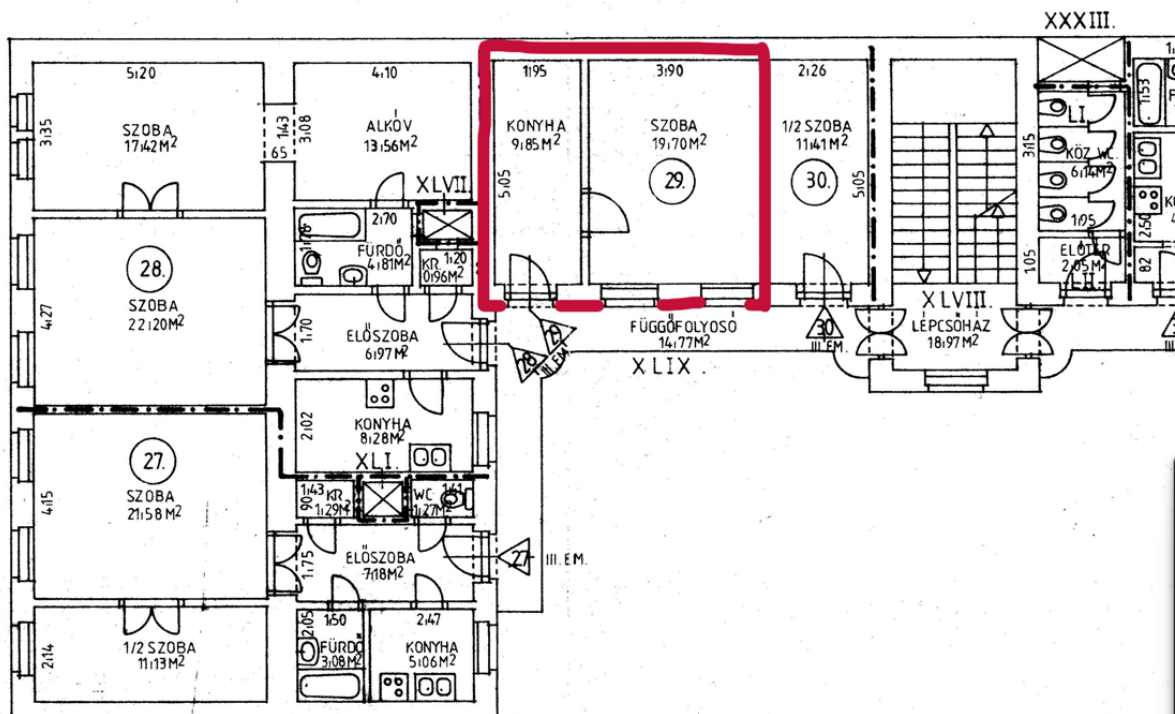 XXXIII.
5.20
3.35
SZOBA
17.42M²
1.43
65
4.10
3.08
ALKÓV
13.56M²
XLVII.
1.95
KONYHA
9.85M²
5.05
3.90
SZOBA
19.70M²
29.
2.26
1/2 SZOBA
11.41M²
30.
5.05
3.15
LI.
KÖZ. WC.
6.14M²
1.95
1.53
2.50
1.05
ELŐTÉR
2.05M²
LII.
82
28.
SZOBA
22.20M²
4.27
2.70
FÜRDŐ
4.81M²
1.20
KR.
0.96M²
1.70
ELŐSZOBA
6.97M²
28
29
III. EM.
FÜGGŐFOLYOSÓ
14.77M²
XLIX.
30
III. EM.
XLVIII.
LÉPCSŐHÁZ
18.97M²
2.02
KONYHA
8.28M²
XLI.
27.
SZOBA
21.58M²
4.15
1.43
90
KR.
1.29M²
WC
1.41
1.27M²
1.75
ELŐSZOBA
7.18M²
27
III. EM.
2.14
1/2 SZOBA
11.13M²
2.05
1.50
FÜRDŐ
3.08M²
2.47
KONYHA
5.06M²